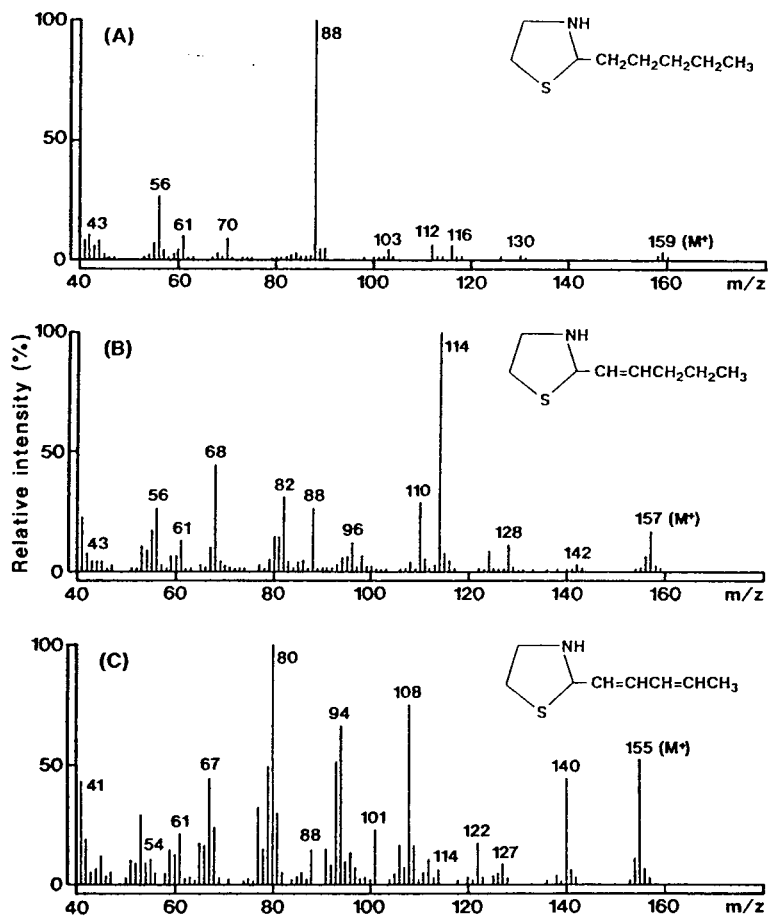 Relative intensity (%)
(A)
100
50
0
88
56
43
61
70
103
112
116
130
159 (M+)
NH
S
CH2CH2CH2CH2CH3
40 60 80 100 120 140 160 m/z
(B)
100
50
0
114
68
56
43
61
82
88
96
110
128
142
157 (M+)
NH
S
CH=CHCH2CH2CH3
40 60 80 100 120 140 160 m/z
(C)
100
50
0
80
41
54
61
67
88
94
101
108
114
122
127
140
155 (M+)
NH
S
CH=CHCH=CHCH3
40 60 80 100 120 140 160 m/z